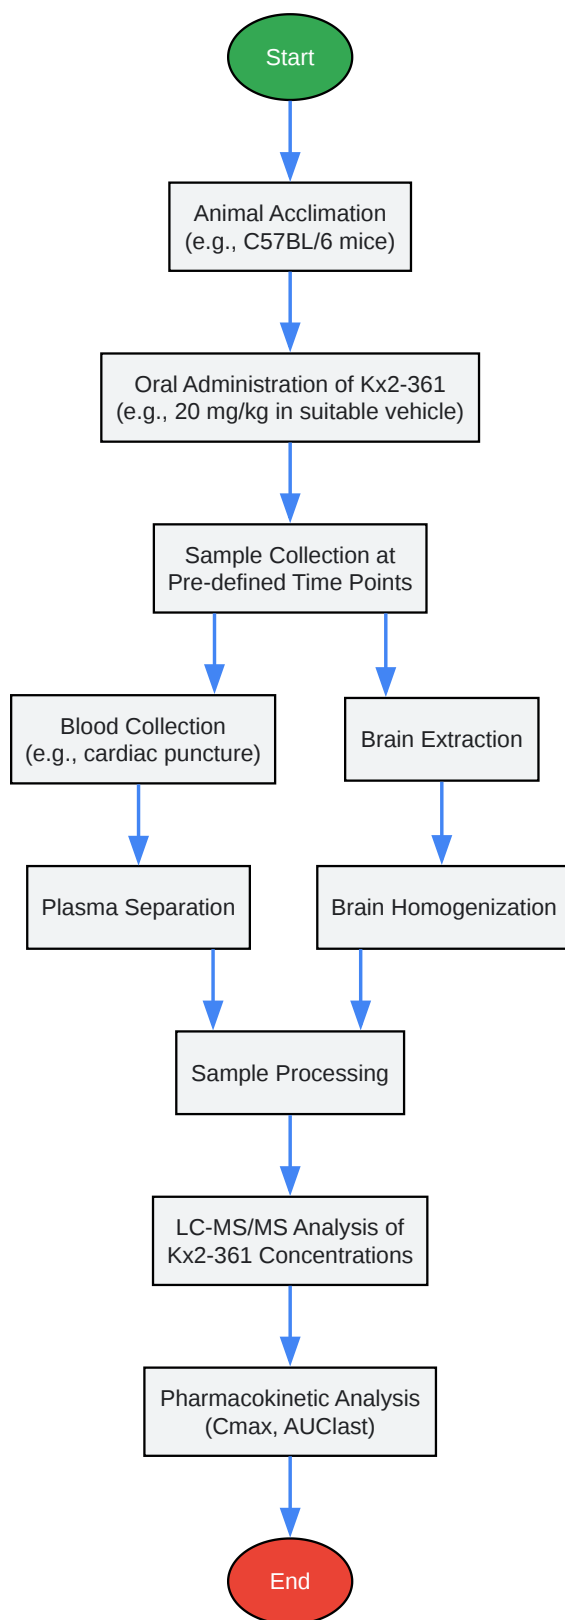 Start
Animal Acclimation
(e.g., C57BL/6 mice)
Oral Administration of Kx2-361
(e.g., 20 mg/kg in suitable vehicle)
Sample Collection at
Pre-defined Time Points
Blood Collection
(e.g., cardiac puncture)
Brain Extraction
Plasma Separation
Brain Homogenization
Sample Processing
LC-MS/MS Analysis of
Kx2-361 Concentrations
Pharmacokinetic Analysis
(Cmax, AUClast)
End